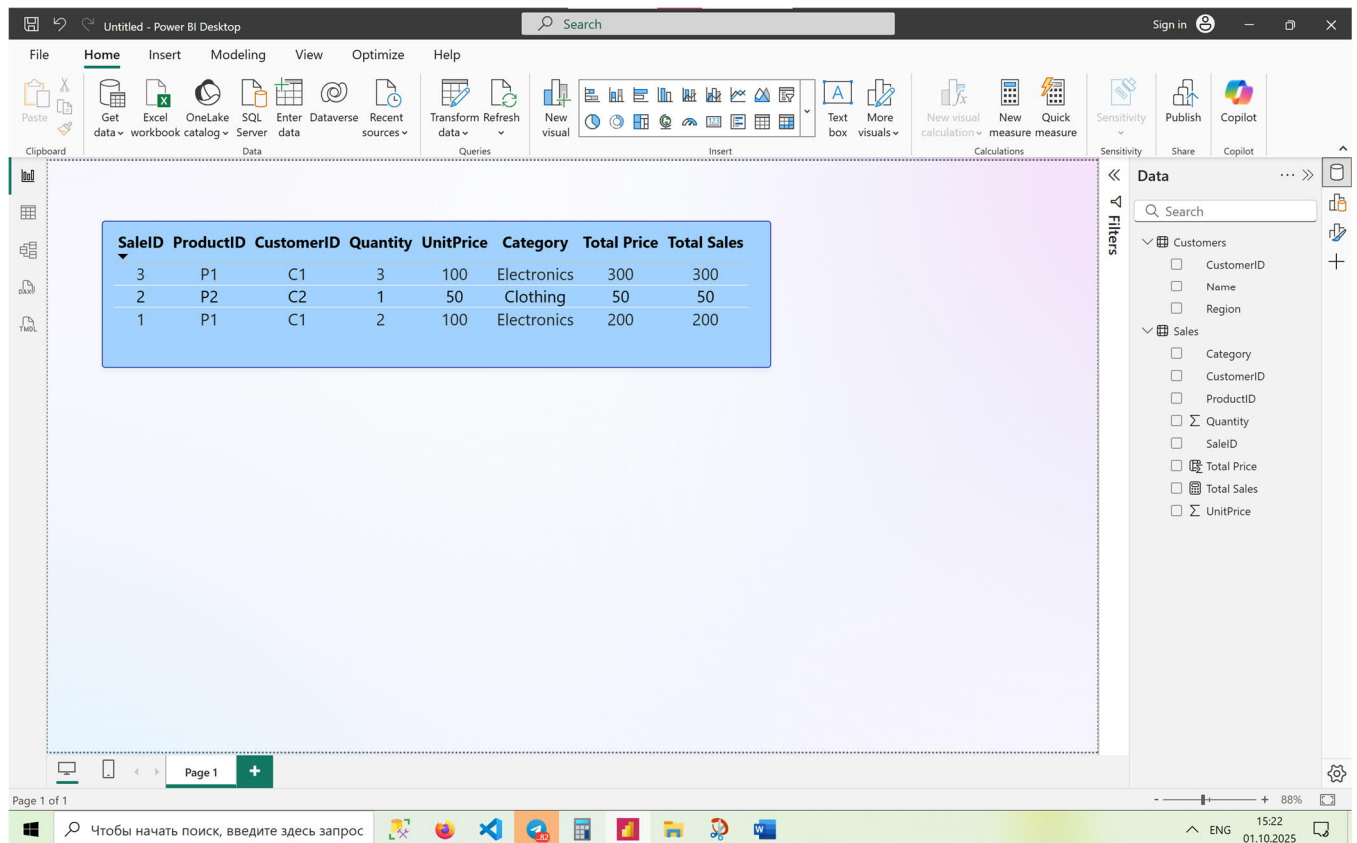 Untitled - Power BI Desktop
Search
Sign in
File Home Insert Modeling View Optimize Help
Paste
Get data
Excel workbook
OneLake catalog
SQL Server
Enter data
Dataverse
Recent sources
Transform data
Refresh
New visual
Text box
More visuals
New visual calculation
New measure
Quick measure
Sensitivity
Publish
Copilot
Clipboard Data Queries Insert Calculations Sensitivity Share Copilot
DAX
TMDL
SaleID ProductID CustomerID Quantity UnitPrice Category Total Price Total Sales
3 P1 C1 3 100 Electronics 300 300
2 P2 C2 1 50 Clothing 50 50
1 P1 C1 2 100 Electronics 200 200
Filters
Data
Search
Customers
CustomerID
Name
Region
Sales
Category
CustomerID
ProductID
Quantity
SaleID
Total Price
Total Sales
UnitPrice
Page 1
Page 1 of 1
- + 88%
Чтобы начать поиск, введите здесь запрос
82
ENG
15:22
01.10.2025